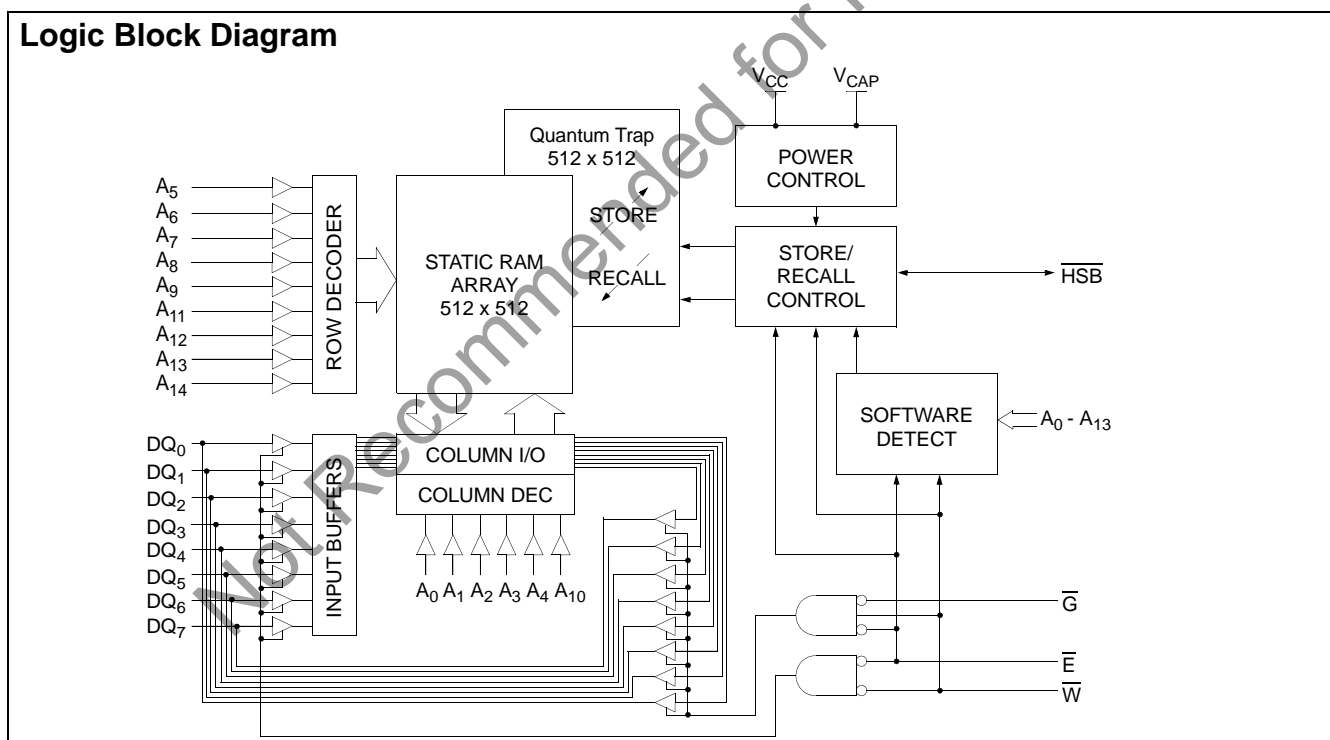 Logic Block Diagram
Not Recommended for
V_CC
V_CAP
Quantum Trap
512 x 512
POWER
CONTROL
A5
A6
A7
A8
A9
A11
A12
A13
A14
ROW DECODER
STATIC RAM
ARRAY
512 x 512
STORE
RECALL
STORE/
RECALL
CONTROL
HSB
SOFTWARE
DETECT
A0 - A13
DQ0
DQ1
DQ2
DQ3
DQ4
DQ5
DQ6
DQ7
INPUT BUFFERS
COLUMN I/O
COLUMN DEC
A0 A1 A2 A3 A4 A10
G
E
W